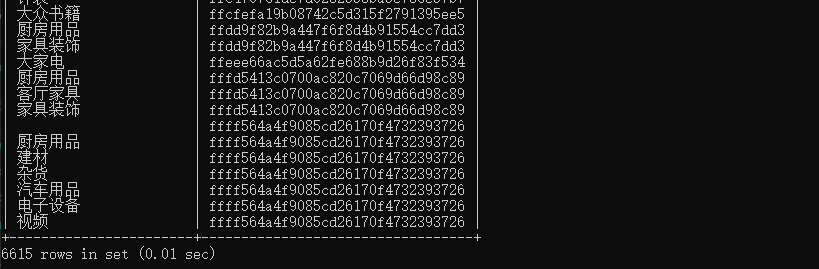 大众书籍 | ffcfefa19b08742c5d315f2791395ee5 |
厨房用品 | ffdd9f82b9a447f6f8d4b91554cc7dd3 |
家具装饰 | ffdd9f82b9a447f6f8d4b91554cc7dd3 |
大家电 | ffeee66ac5d5a62fe688b9d26f83f534 |
厨房用品 | fffd5413c0700ac820c7069d66d98c89 |
客厅家具 | fffd5413c0700ac820c7069d66d98c89 |
家具装饰 | fffd5413c0700ac820c7069d66d98c89 |
| ffff564a4f9085cd26170f4732393726 |
厨房用品 | ffff564a4f9085cd26170f4732393726 |
建材 | ffff564a4f9085cd26170f4732393726 |
杂货 | ffff564a4f9085cd26170f4732393726 |
汽车用品 | ffff564a4f9085cd26170f4732393726 |
电子设备 | ffff564a4f9085cd26170f4732393726 |
视频 | ffff564a4f9085cd26170f4732393726 |
+------------------------+----------------------------------+
6615 rows in set (0.01 sec)